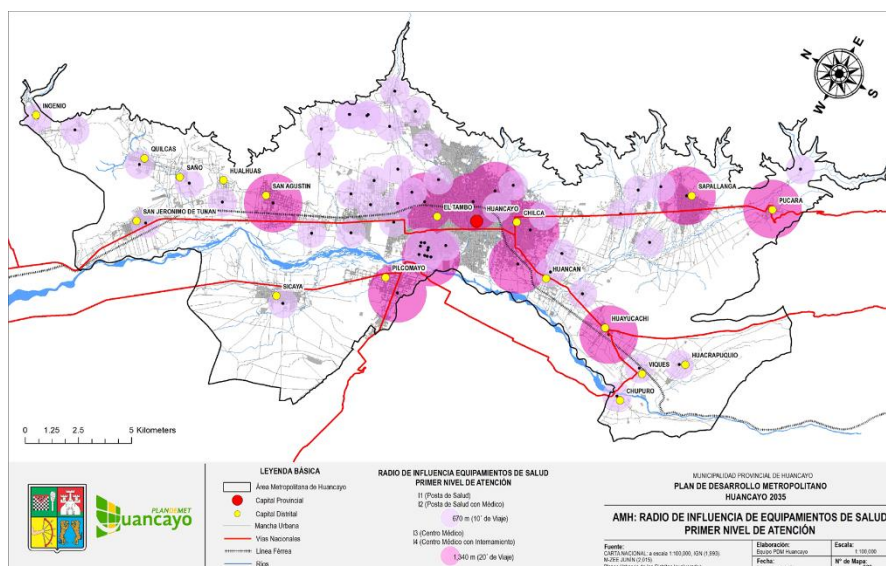 N
E
S
W
INGENIO
QUILCAS
SAÑO
HUALHUAS
SAN AGUSTIN
SAN JERONIMO DE TUNAN
EL TAMBO
HUANCAYO
CHILCA
SAPALLANGA
PUCARA
HUANCAN
PILCOMAYO
SICAYA
HUAYUCACHI
VIQUES
HUACRAPUQUIO
CHUPURO
0 1.25 2.5 5 Kilometers
PLANDEMET
Huancayo
LEYENDA BÁSICA
Área Metropolitana de Huancayo
Capital Provincial
Capital Distrital
Mancha Urbana
Vías Nacionales
Línea Férrea
Ríos
RADIO DE INFLUENCIA EQUIPAMIENTOS DE SALUD
PRIMER NIVEL DE ATENCIÓN
I1 (Posta de Salud)
I2 (Posta de Salud con Médico)
670 m (10´ de Viaje)
I3 (Centro Médico)
I4 (Centro Médico con Internamiento)
1,340 m (20´ de Viaje)
MUNICIPALIDAD PROVINCIAL DE HUANCAYO
PLAN DE DESARROLLO METROPOLITANO
HUANCAYO 2035
AMH: RADIO DE INFLUENCIA DE EQUIPAMIENTOS DE SALUD
PRIMER NIVEL DE ATENCIÓN
Fuente:
CARTA NACIONAL: a escala 1:100,000, IGN (1,990)
M-ZEE JUNÍN (2,015)
Elaboración:
Equipo PDM Huancayo
Escala:
1:100,000
Fecha:
N° de Mapa: